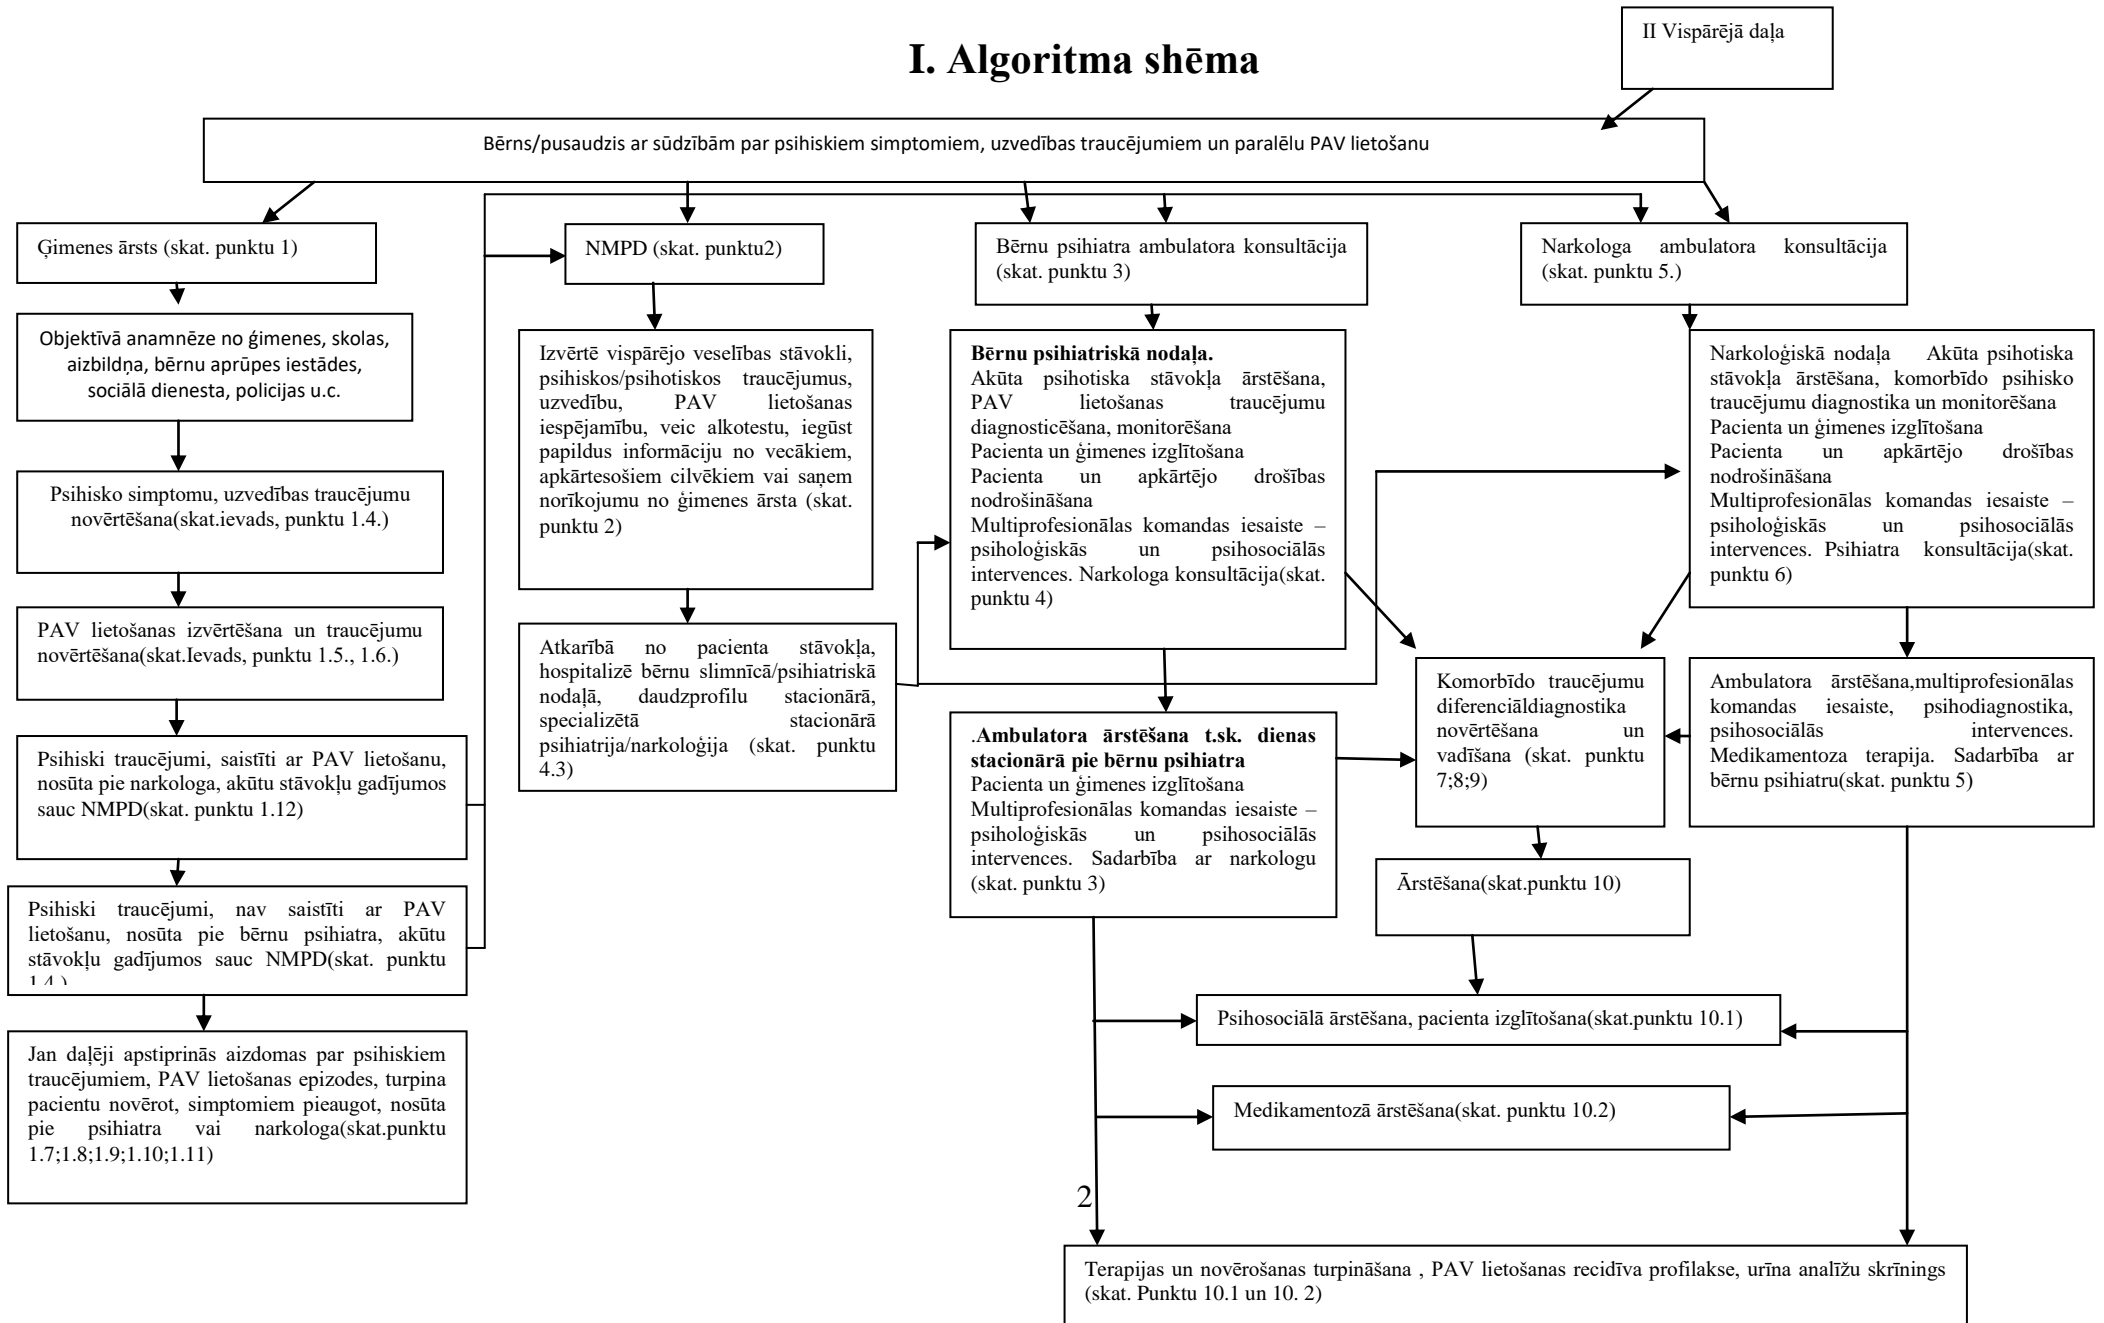 II Vispārējā daļa
I. Algoritma shēma
Bērns/pusaudzis ar sūdzībām par psihiskiem simptomiem, uzvedības traucējumiem un paralēlu PAV lietošanu
Ģimenes ārsts (skat. punktu 1)
Objektīvā anamnēze no ģimenes, skolas,
aizbildņa, bērnu aprūpes iestādes,
sociālā dienesta, policijas u.c.
Psihisko simptomu, uzvedības traucējumu
novērtēšana(skat.ievads, punktu 1.4.)
PAV lietošanas izvērtēšana un traucējumu
novērtēšana(skat.Ievads, punktu 1.5., 1.6.)
Psihiski traucējumi, saistīti ar PAV lietošanu,
nosūta pie narkologa, akūtu stāvokļu gadījumos
sauc NMPD(skat. punktu 1.12)
Psihiski traucējumi, nav saistīti ar PAV
lietošanu, nosūta pie bērnu psihiatra, akūtu
stāvokļu gadījumos sauc NMPD(skat. punktu
1.4.)
Jan daļēji apstiprinās aizdomas par psihiskiem
traucējumiem, PAV lietošanas epizodes, turpina
pacientu novērot, simptomiem pieaugot, nosūta
pie psihiatra vai narkologa(skat.punktu
1.7;1.8;1.9;1.10;1.11)
NMPD (skat. punktu2)
Izvērtē vispārējo veselības stāvokli,
psihiskos/psihotiskos traucējumus,
uzvedību, PAV lietošanas
iespējamību, veic alkotestu, iegūst
papildus informāciju no vecākiem,
apkārtesošiem cilvēkiem vai saņem
norīkojumu no ģimenes ārsta (skat.
punktu 2)
Atkarībā no pacienta stāvokļa,
hospitalizē bērnu slimnīcā/psihiatriskā
nodaļā, daudzprofilu stacionārā,
specializētā stacionārā
psihiatrija/narkoloģija (skat. punktu
4.3)
Bērnu psihiatra ambulatora konsultācija
(skat. punktu 3)
Bērnu psihiatriskā nodaļa.
Akūta psihotiska stāvokļa ārstēšana,
PAV lietošanas traucējumu
diagnosticēšana, monitorēšana
Pacienta un ģimenes izglītošana
Pacienta un apkārtējo drošības
nodrošināšana
Multiprofesionālas komandas iesaiste –
psiholoģiskās un psihosociālās
intervences. Narkologa konsultācija(skat.
punktu 4)
.Ambulatora ārstēšana t.sk. dienas
stacionārā pie bērnu psihiatra
Pacienta un ģimenes izglītošana
Multiprofesionālas komandas iesaiste –
psiholoģiskās un psihosociālās
intervences. Sadarbība ar narkologu
(skat. punktu 3)
Narkologa ambulatora konsultācija
(skat. punktu 5.)
Narkoloģiskā nodaļa Akūta psihotiska
stāvokļa ārstēšana, komorbīdo psihisko
traucējumu diagnostika un monitorēšana
Pacienta un ģimenes izglītošana
Pacienta un apkārtējo drošības
nodrošināšana
Multiprofesionālas komandas iesaiste –
psiholoģiskās un psihosociālās
intervences. Psihiatra konsultācija(skat.
punktu 6)
Komorbīdo traucējumu
diferenciāldiagnostika
novērtēšana un
vadīšana (skat. punktu
7;8;9)
Ambulatora ārstēšana,multiprofesionālas
komandas iesaiste, psihodiagnostika,
psihosociālās intervences.
Medikamentoza terapija. Sadarbība ar
bērnu psihiatru(skat. punktu 5)
Ārstēšana(skat.punktu 10)
Psihosociālā ārstēšana, pacienta izglītošana(skat.punktu 10.1)
Medikamentozā ārstēšana(skat. punktu 10.2)
2
Terapijas un novērošanas turpināšana , PAV lietošanas recidīva profilakse, urīna analīžu skrīnings
(skat. Punktu 10.1 un 10. 2)